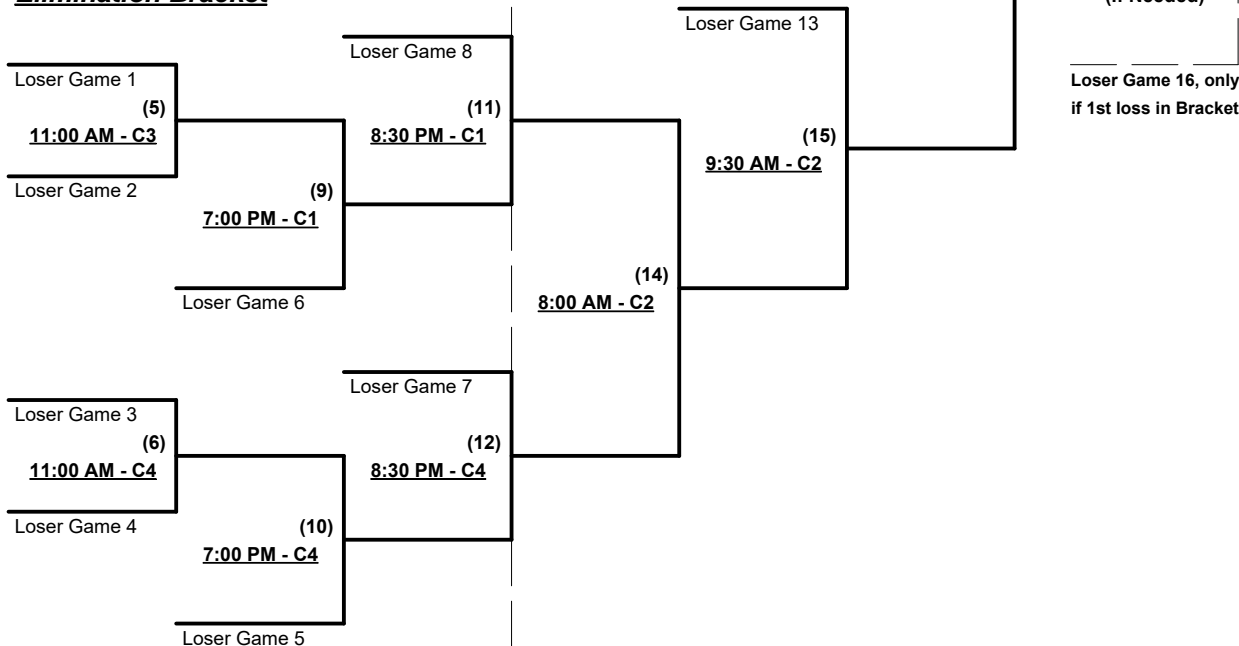 Elimination Bracket
(If Needed)
Loser Game 13
Loser Game 8
Loser Game 1
Loser Game 16, only
if 1st loss in Bracket
(5)
11:00 AM - C3
(11)
8:30 PM - C1
(15)
9:30 AM - C2
Loser Game 2
(9)
7:00 PM - C1
(14)
8:00 AM - C2
Loser Game 6
Loser Game 7
Loser Game 3
(6)
11:00 AM - C4
(12)
8:30 PM - C4
Loser Game 4
(10)
7:00 PM - C4
Loser Game 5